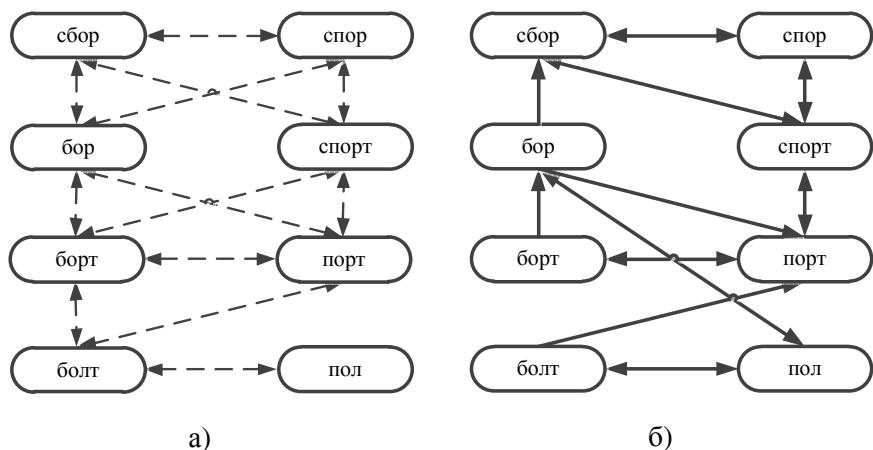 сбор спор сбор спор
бор спорт бор спорт
борт порт борт порт
болт пол болт пол
а) б)